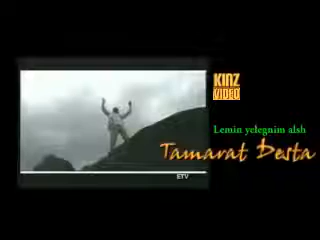 KINZ
VIDEO
Lemin yelegnim alsh
Tamarat Desta
ETV